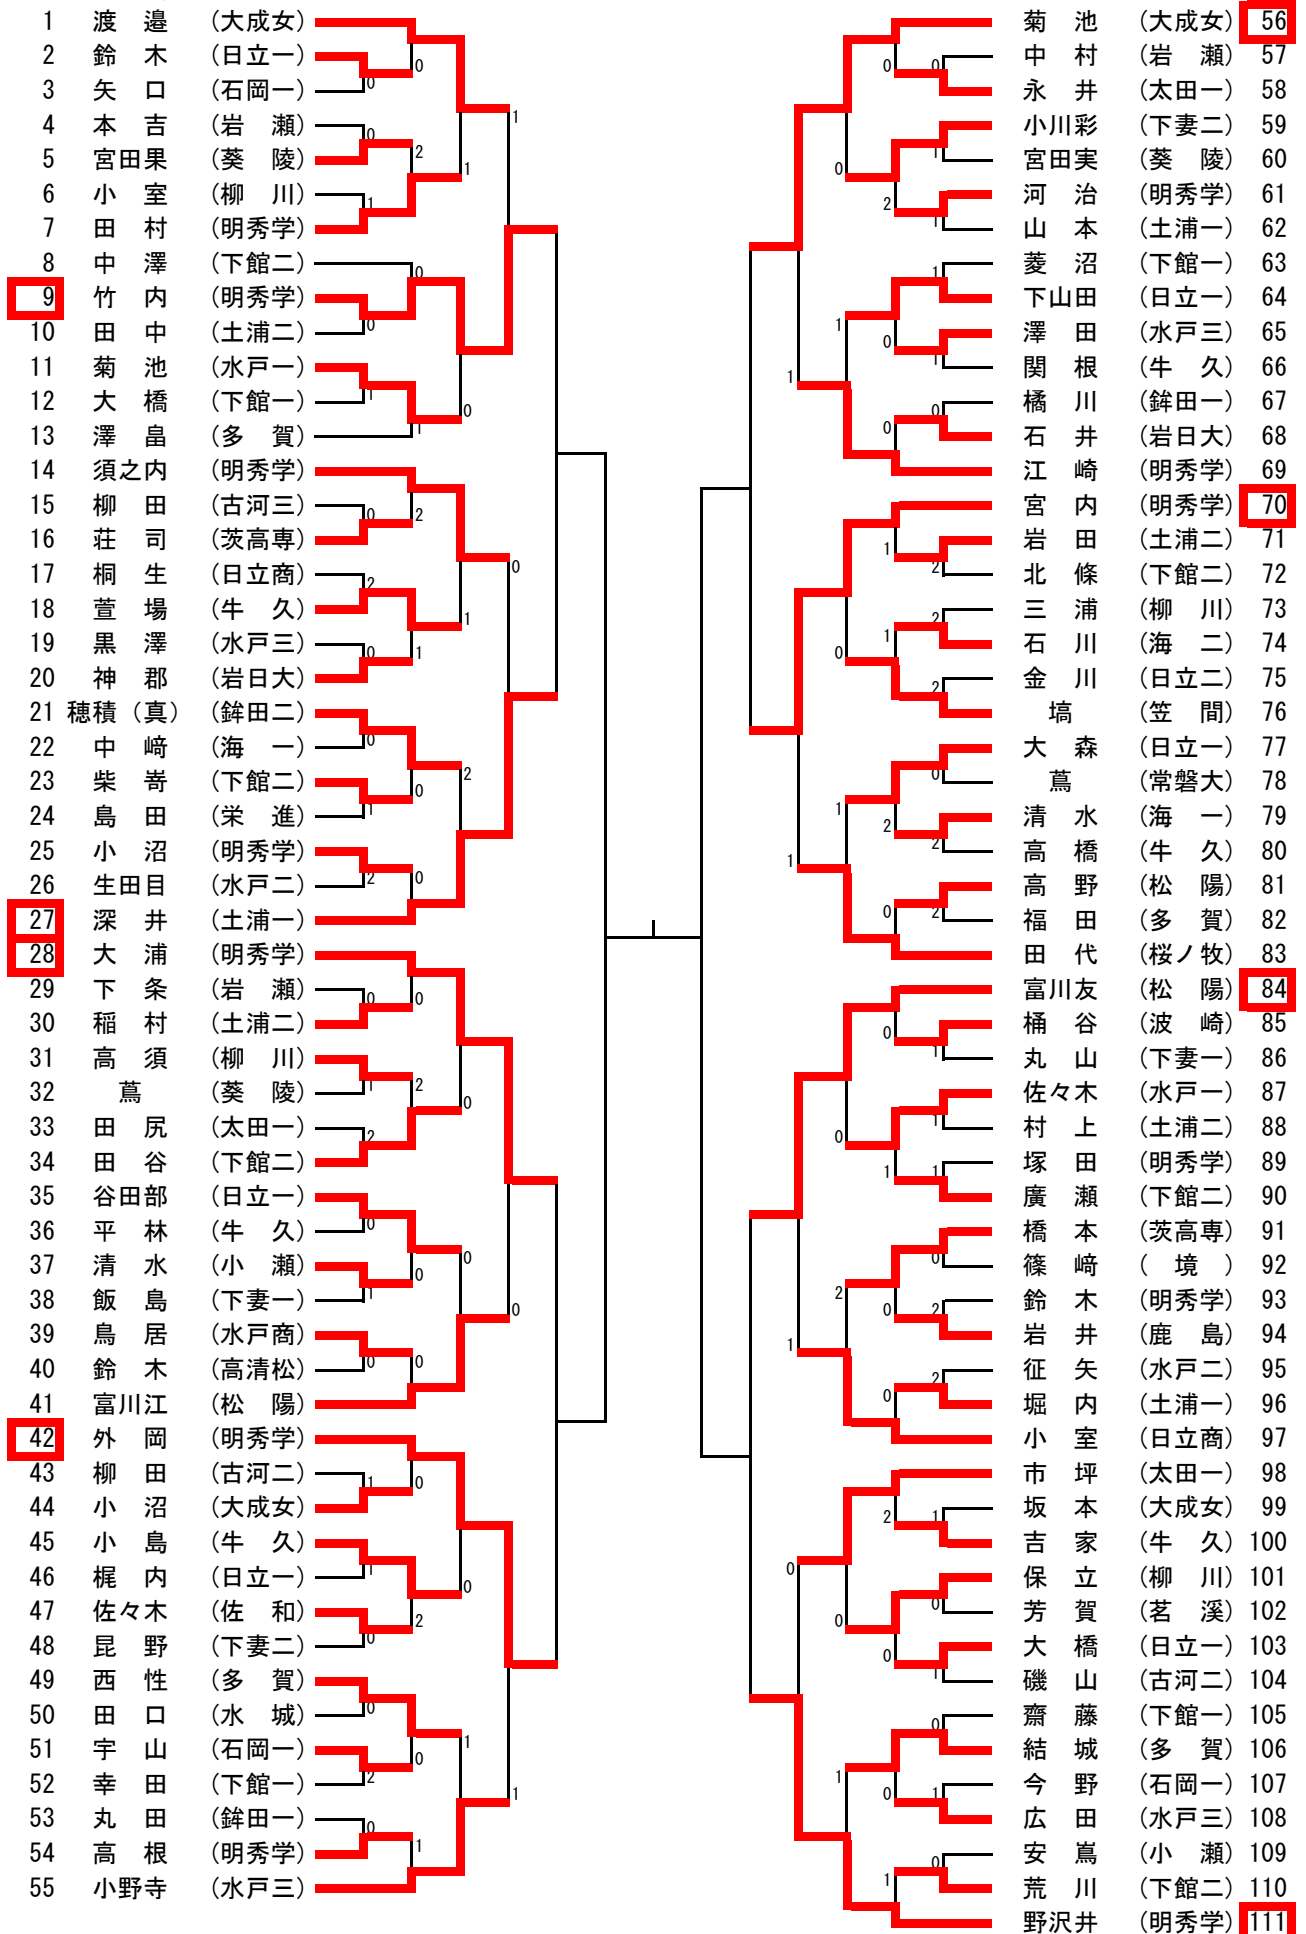 1 渡 邉 (大成女)
2 鈴 木 (日立一)
3 矢 口 (石岡一)
4 本 吉 (岩 瀬)
5 宮田果 (葵 陵)
6 小 室 (柳 川)
7 田 村 (明秀学)
8 中 澤 (下館二)
9 竹 内 (明秀学)
10 田 中 (土浦二)
11 菊 池 (水戸一)
12 大 橋 (下館一)
13 澤 畠 (多 賀)
14 須之内 (明秀学)
15 柳 田 (古河三)
16 荘 司 (茨高専)
17 桐 生 (日立商)
18 萱 場 (牛 久)
19 黒 澤 (水戸三)
20 神 郡 (岩日大)
21 穂積(真) (鉾田二)
22 中 﨑 (海 一)
23 柴 嵜 (下館二)
24 島 田 (栄 進)
25 小 沼 (明秀学)
26 生田目 (水戸二)
27 深 井 (土浦一)
28 大 浦 (明秀学)
29 下 条 (岩 瀬)
30 稲 村 (土浦二)
31 高 須 (柳 川)
32 蔦 (葵 陵)
33 田 尻 (太田一)
34 田 谷 (下館二)
35 谷田部 (日立一)
36 平 林 (牛 久)
37 清 水 (小 瀬)
38 飯 島 (下妻一)
39 鳥 居 (水戸商)
40 鈴 木 (高清松)
41 富川江 (松 陽)
42 外 岡 (明秀学)
43 柳 田 (古河二)
44 小 沼 (大成女)
45 小 島 (牛 久)
46 梶 内 (日立一)
47 佐々木 (佐 和)
48 昆 野 (下妻二)
49 西 性 (多 賀)
50 田 口 (水 城)
51 宇 山 (石岡一)
52 幸 田 (下館一)
53 丸 田 (鉾田一)
54 高 根 (明秀学)
55 小野寺 (水戸三)
菊 池 (大成女) 56
中 村 (岩 瀬) 57
永 井 (太田一) 58
小川彩 (下妻二) 59
宮田実 (葵 陵) 60
河 治 (明秀学) 61
山 本 (土浦一) 62
菱 沼 (下館一) 63
下山田 (日立一) 64
澤 田 (水戸三) 65
関 根 (牛 久) 66
橘 川 (鉾田一) 67
石 井 (岩日大) 68
江 崎 (明秀学) 69
宮 内 (明秀学) 70
岩 田 (土浦二) 71
北 條 (下館二) 72
三 浦 (柳 川) 73
石 川 (海 二) 74
金 川 (日立二) 75
塙 (笠 間) 76
大 森 (日立一) 77
蔦 (常磐大) 78
清 水 (海 一) 79
高 橋 (牛 久) 80
高 野 (松 陽) 81
福 田 (多 賀) 82
田 代 (桜ノ牧) 83
富川友 (松 陽) 84
桶 谷 (波 崎) 85
丸 山 (下妻一) 86
佐々木 (水戸一) 87
村 上 (土浦二) 88
塚 田 (明秀学) 89
廣 瀬 (下館二) 90
橋 本 (茨高専) 91
篠 﨑 ( 境 ) 92
鈴 木 (明秀学) 93
岩 井 (鹿 島) 94
征 矢 (水戸二) 95
堀 内 (土浦一) 96
小 室 (日立商) 97
市 坪 (太田一) 98
坂 本 (大成女) 99
吉 家 (牛 久) 100
保 立 (柳 川) 101
芳 賀 (茗 溪) 102
大 橋 (日立一) 103
磯 山 (古河二) 104
齋 藤 (下館一) 105
結 城 (多 賀) 106
今 野 (石岡一) 107
広 田 (水戸三) 108
安 嶌 (小 瀬) 109
荒 川 (下館二) 110
野沢井 (明秀学) 111